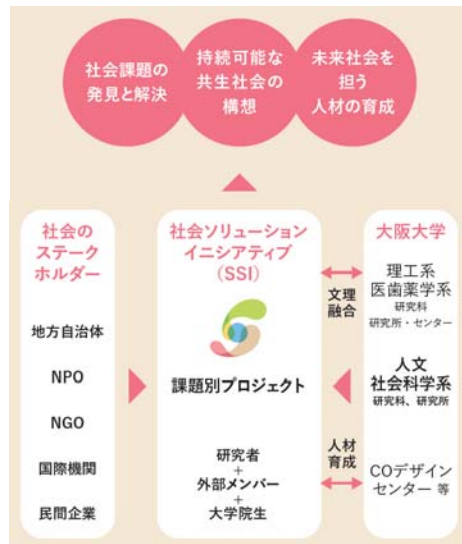 社会課題の
発見と解決
持続可能な
共生社会の
構想
未来社会を
担う
人材の育成
社会の
ステーク
ホルダー
地方自治体
NPO
NGO
国際機関
民間企業
社会ソリューション
イニシアティブ
(SSI)
課題別プロジェクト
研究者
+
外部メンバー
+
大学院生
文理
融合
人材
育成
大阪大学
理工系
医歯薬学系
研究科
研究所・センター
人文
社会科学系
研究科、研究所
COデザイン
センター 等